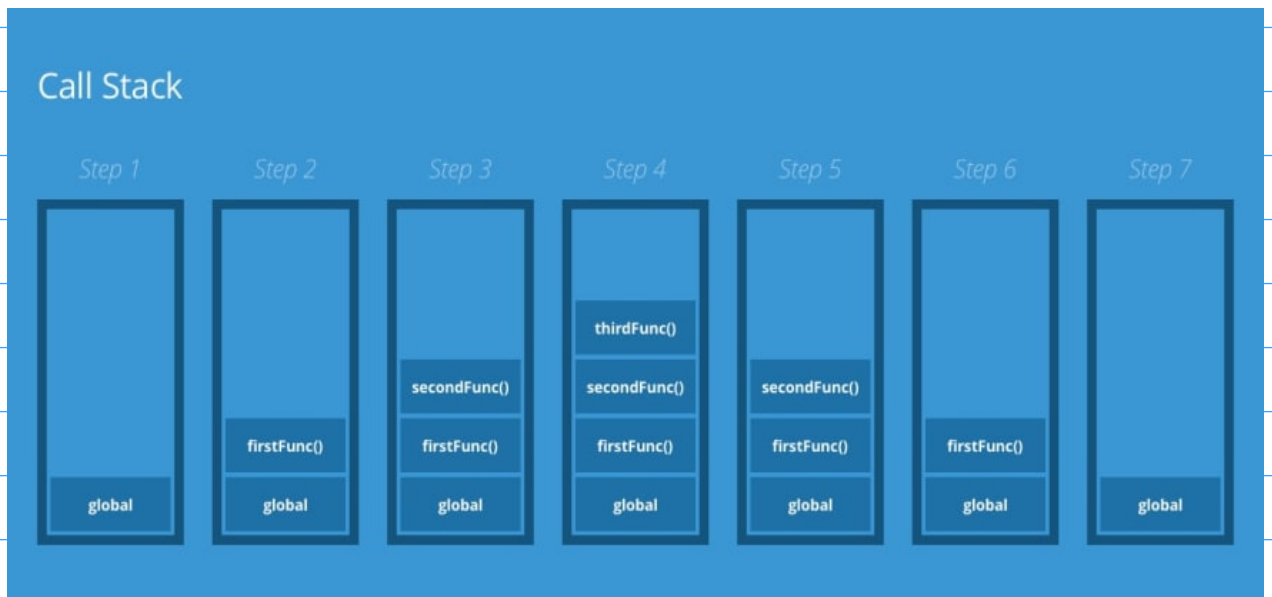 Call Stack
Step 1
Step 2
Step 3
Step 4
Step 5
Step 6
Step 7
global
firstFunc()
global
secondFunc()
firstFunc()
global
thirdFunc()
secondFunc()
firstFunc()
global
secondFunc()
firstFunc()
global
firstFunc()
global
global